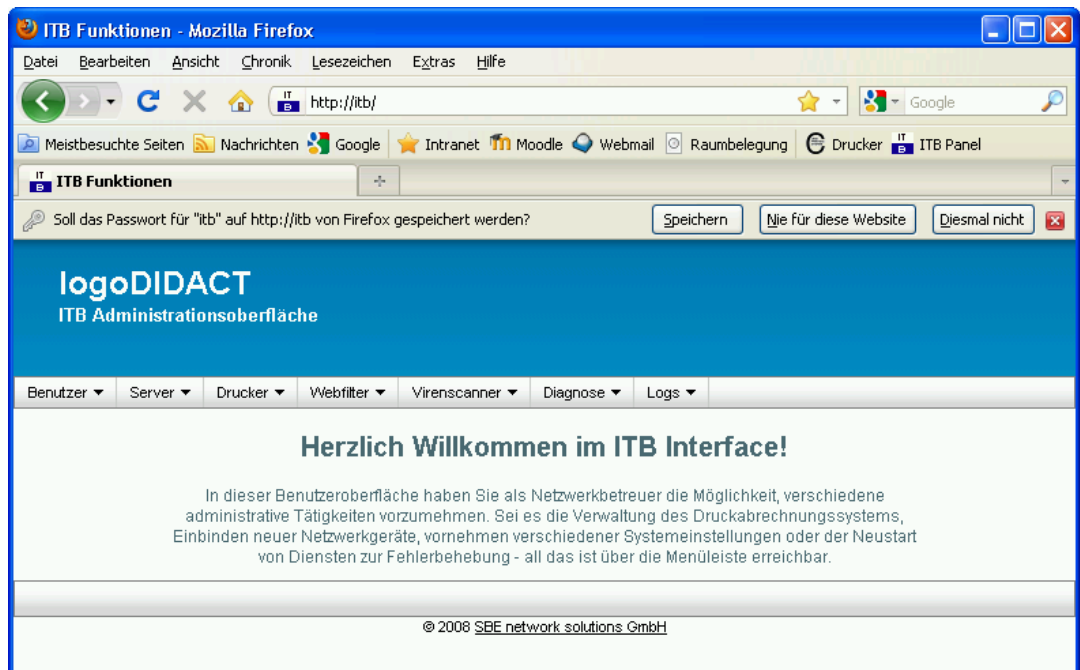 ITB Funktionen - Mozilla Firefox
Datei Bearbeiten Ansicht Chronik Lesezeichen Extras Hilfe
IT B http://itb/ Google
Meistbesuchte Seiten Nachrichten Google Intranet Moodle Webmail Raumbelegung Drucker IT B ITB Panel
IT B ITB Funktionen
Soll das Passwort für "itb" auf http://itb von Firefox gespeichert werden? Speichern Nie für diese Website Diesmal nicht
logoDIDACT
ITB Administrationsoberfläche
Benutzer Server Drucker Webfilter Virenscanner Diagnose Logs
Herzlich Willkommen im ITB Interface!
In dieser Benutzeroberfläche haben Sie als Netzwerkbetreuer die Möglichkeit, verschiedene
administrative Tätigkeiten vorzumehmen. Sei es die Verwaltung des Druckabrechnungssystems,
Einbinden neuer Netzwerkgeräte, vornehmen verschiedener Systemeinstellungen oder der Neustart
von Diensten zur Fehlerbehebung - all das ist über die Menüleiste erreichbar.
© 2008 SBE network solutions GmbH